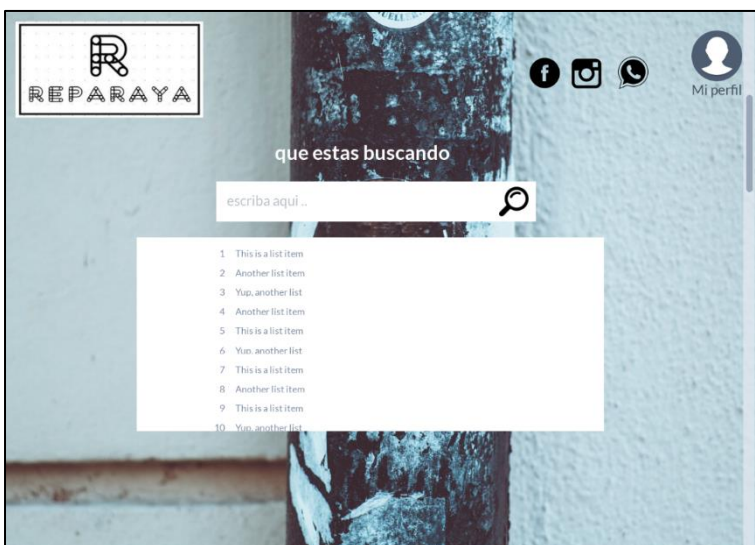 REPARAYA
Mi perfil
que estas buscando
escriba aqui ..
1 This is a list item
2 Another list item
3 Yup, another list
4 Another list item
5 This is a list item
6 Yup, another list
7 This is a list item
8 Another list item
9 This is a list item
10 Yup, another list